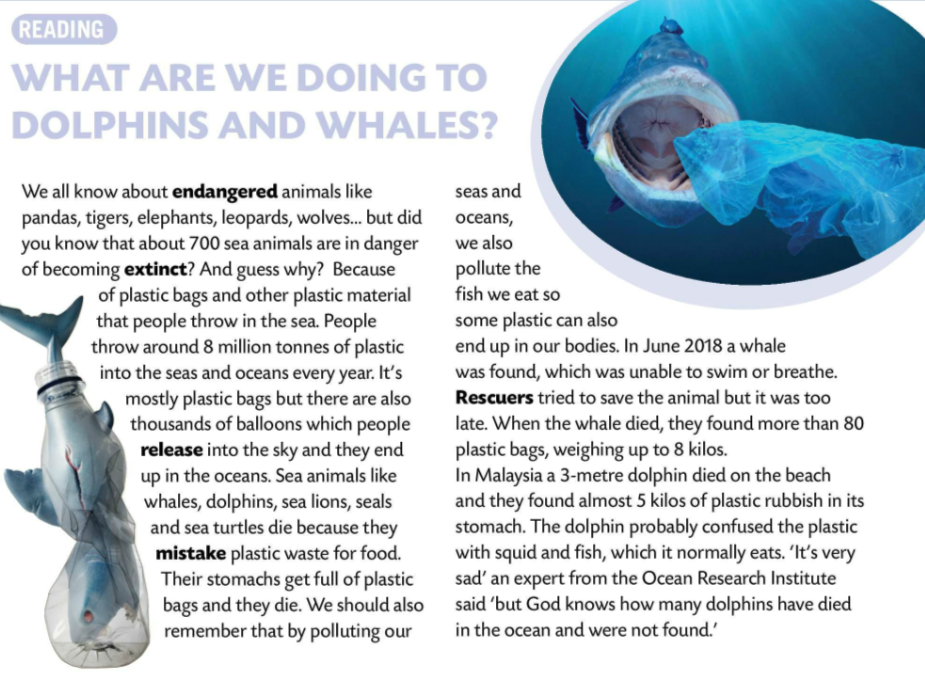 READING
WHAT ARE WE DOING TO
DOLPHINS AND WHALES?
We all know about endangered animals like
pandas, tigers, elephants, leopards, wolves... but did
you know that about 700 sea animals are in danger
of becoming extinct? And guess why? Because
of plastic bags and other plastic material
that people throw in the sea. People
throw around 8 million tonnes of plastic
into the seas and oceans every year. It's
mostly plastic bags but there are also
thousands of balloons which people
release into the sky and they end
up in the oceans. Sea animals like
whales, dolphins, sea lions, seals
and sea turtles die because they
mistake plastic waste for food.
Their stomachs get full of plastic
bags and they die. We should also
remember that by polluting our
seas and
oceans,
we also
pollute the
fish we eat so
some plastic can also
end up in our bodies. In June 2018 a whale
was found, which was unable to swim or breathe.
Rescuers tried to save the animal but it was too
late. When the whale died, they found more than 80
plastic bags, weighing up to 8 kilos.
In Malaysia a 3-metre dolphin died on the beach
and they found almost 5 kilos of plastic rubbish in its
stomach. The dolphin probably confused the plastic
with squid and fish, which it normally eats. 'It's very
sad' an expert from the Ocean Research Institute
said 'but God knows how many dolphins have died
in the ocean and were not found.'